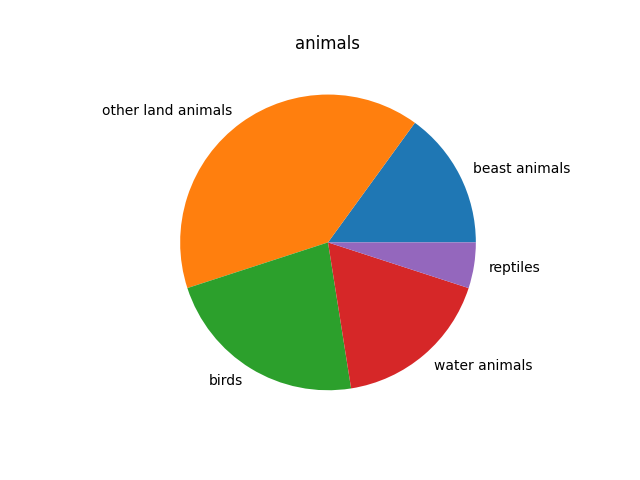 animals
other land animals
beast animals
reptiles
water animals
birds